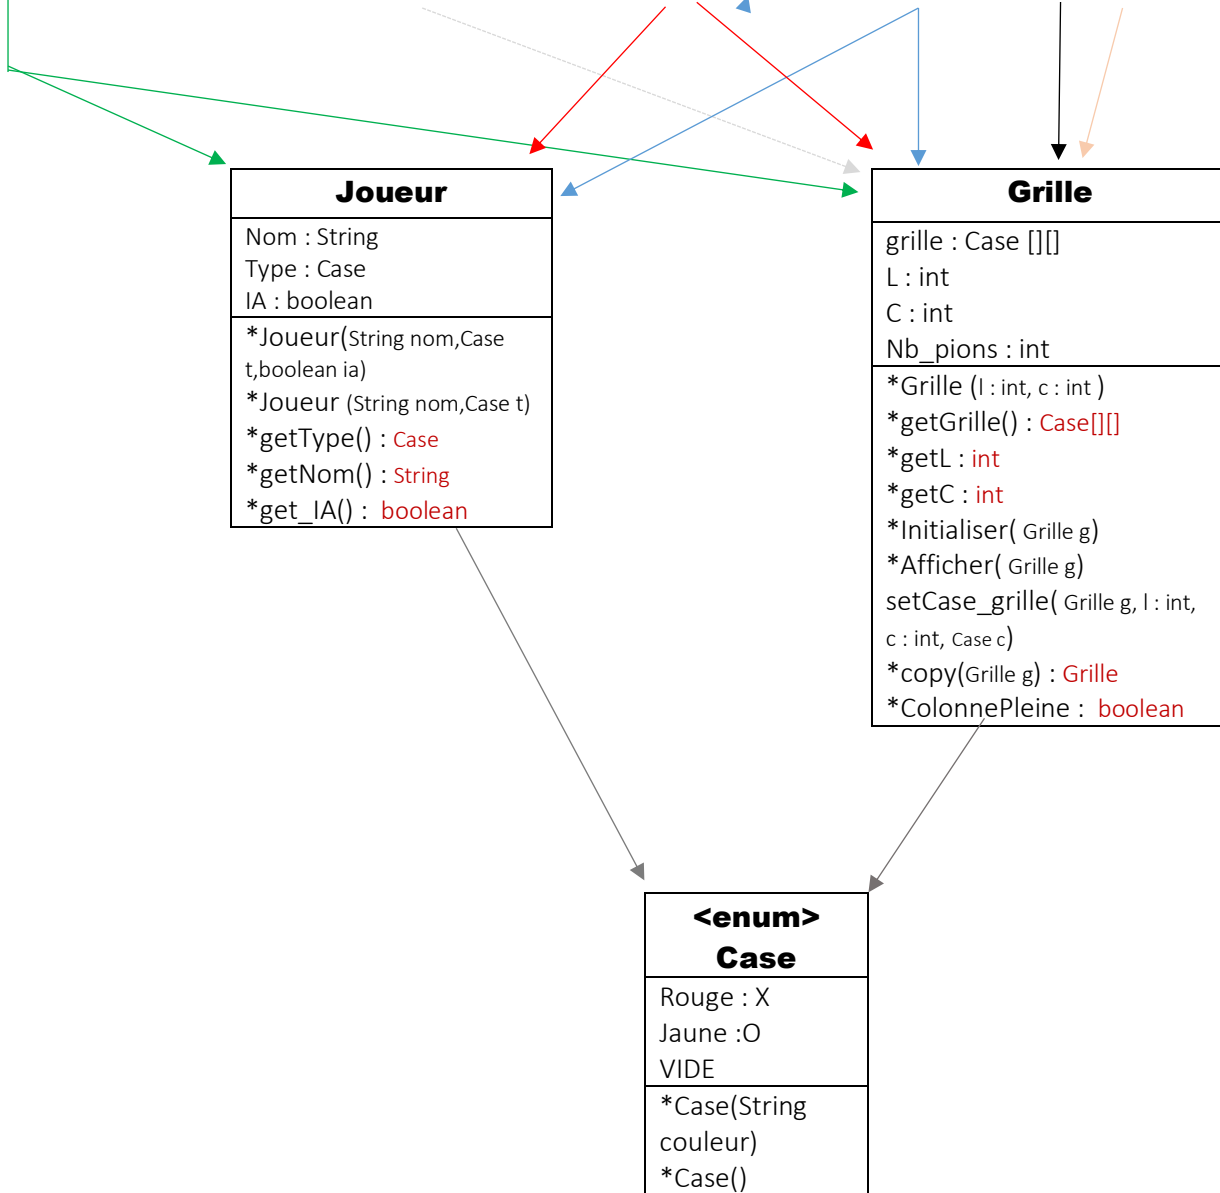 Joueur
Nom : String
Type : Case
IA : boolean
*Joueur(String nom,Case
t,boolean ia)
*Joueur (String nom,Case t)
*getType() : Case
*getNom() : String
*get_IA() : boolean
Grille
grille : Case [][]
L : int
C : int
Nb_pions : int
*Grille (l : int, c : int )
*getGrille() : Case[][]
*getL : int
*getC : int
*Initialiser( Grille g)
*Afficher( Grille g)
setCase_grille( Grille g, l : int,
c : int, Case c)
*copy(Grille g) : Grille
*ColonnePleine : boolean
<enum>
Case
Rouge : X
Jaune :O
VIDE
*Case(String
couleur)
*Case()